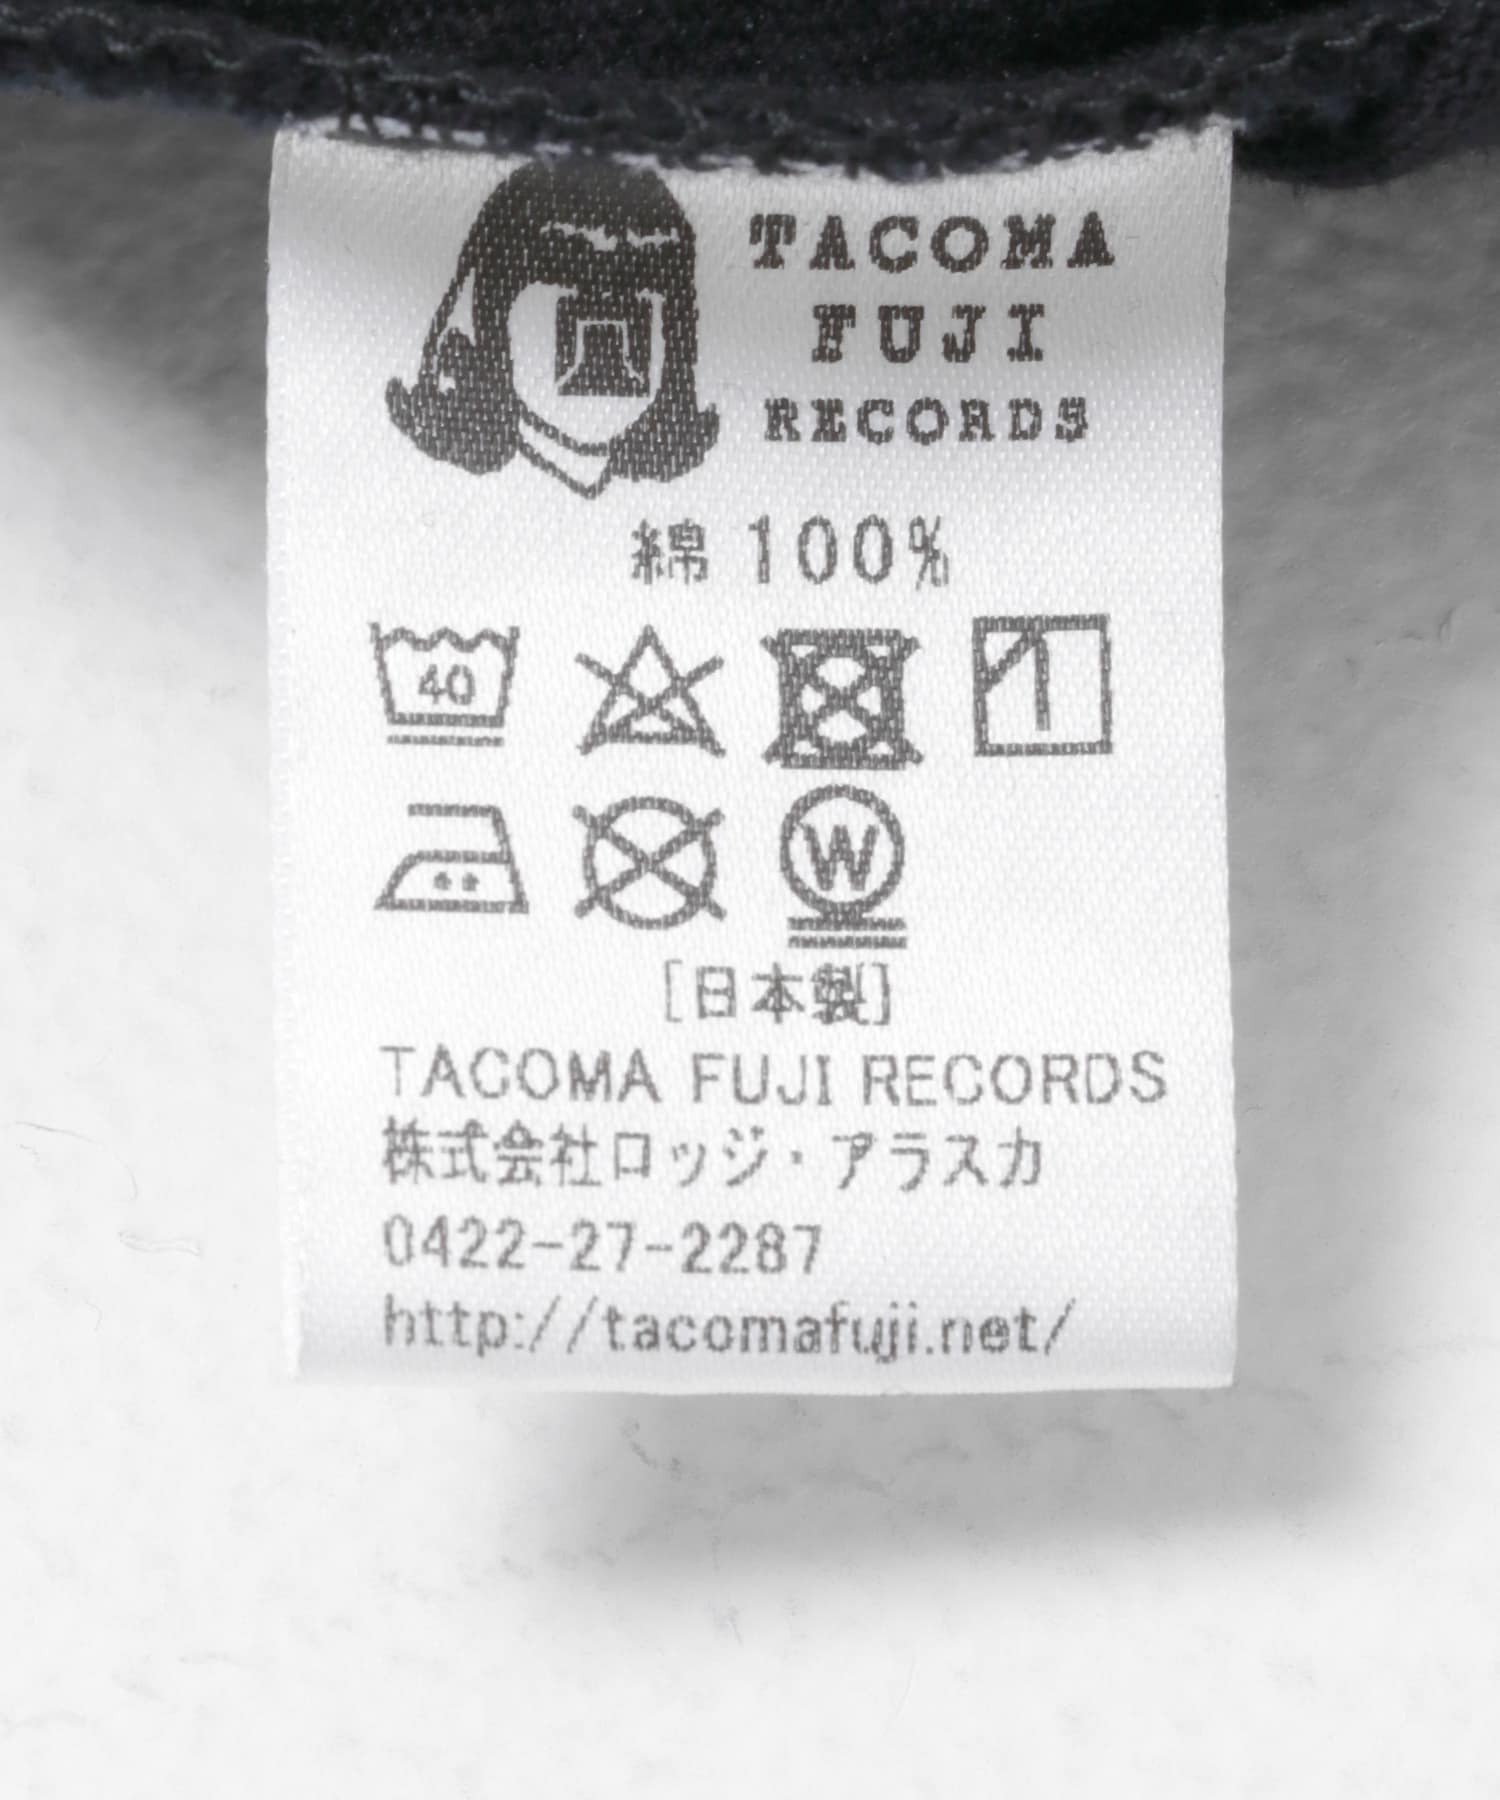 TACOMA
FUJI
RECORDS
綿 100%
40
W
[日本製]
TACOMA FUJI RECORDS
株式会社ロッジ・アラスカ
0422-27-2287
http://tacomafuji.net/